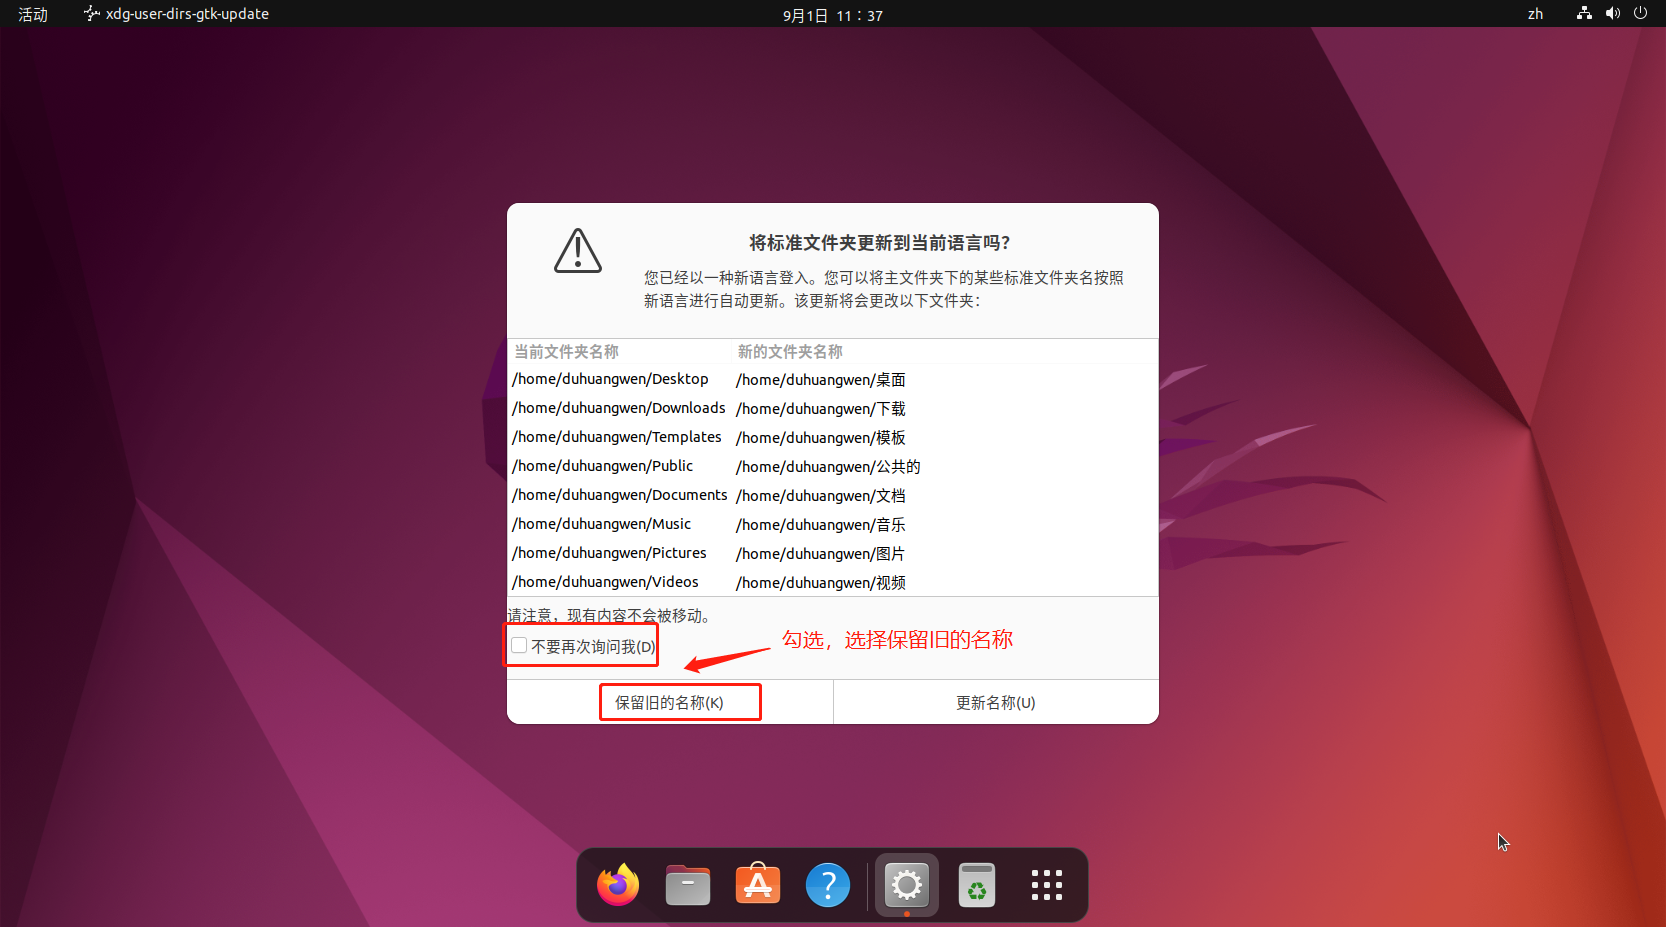 活动 xdg-user-dirs-gtk-update 9月1日 11：37 zh
将标准文件夹更新到当前语言吗？
您已经以一种新语言登入。您可以将主文件夹下的某些标准文件夹名按照
新语言进行自动更新。该更新将会更改以下文件夹：
当前文件夹名称 新的文件夹名称
/home/duhuangwen/Desktop /home/duhuangwen/桌面
/home/duhuangwen/Downloads /home/duhuangwen/下载
/home/duhuangwen/Templates /home/duhuangwen/模板
/home/duhuangwen/Public /home/duhuangwen/公共的
/home/duhuangwen/Documents /home/duhuangwen/文档
/home/duhuangwen/Music /home/duhuangwen/音乐
/home/duhuangwen/Pictures /home/duhuangwen/图片
/home/duhuangwen/Videos /home/duhuangwen/视频
请注意，现有内容不会被移动。
不要再次询问我(D)
勾选，选择保留旧的名称
保留旧的名称(K) 更新名称(U)